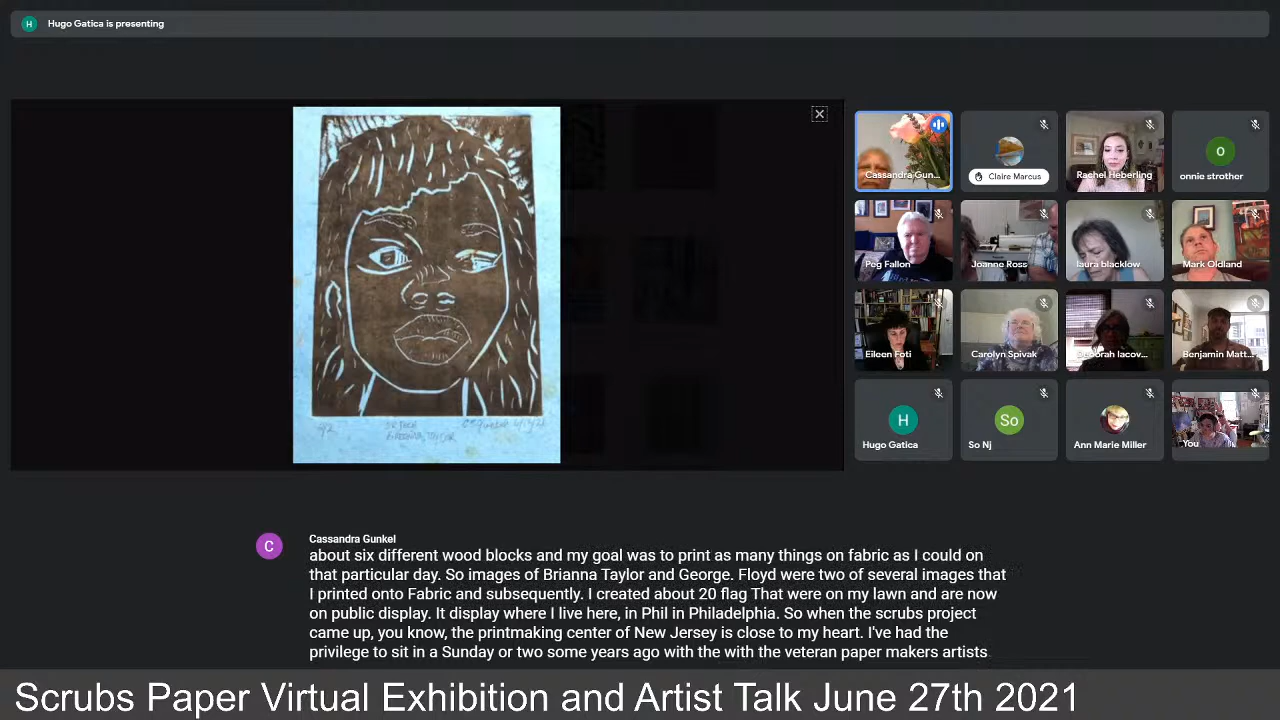 H Hugo Gatica is presenting
Cassandra Gun...
Claire Marcus
Rachel Heberling
O
onnie strother
Peg Fallon
Joanne Ross
laura blacklow
Mark Oldland
Eileen Foti
Carolyn Spivak
Deborah Iacov...
Benjamin Matt...
H
Hugo Gatica
So
So Nj
Ann Marie Miller
You
C
Cassandra Gunkel
about six different wood blocks and my goal was to print as many things on fabric as I could on
that particular day. So images of Brianna Taylor and George. Floyd were two of several images that
I printed onto Fabric and subsequently. I created about 20 flag That were on my lawn and are now
on public display. It display where I live here, in Phil in Philadelphia. So when the scrubs project
came up, you know, the printmaking center of New Jersey is close to my heart. I've had the
privilege to sit in a Sunday or two some years ago with the with the veteran paper makers artists
Scrubs Paper Virtual Exhibition and Artist Talk June 27th 2021